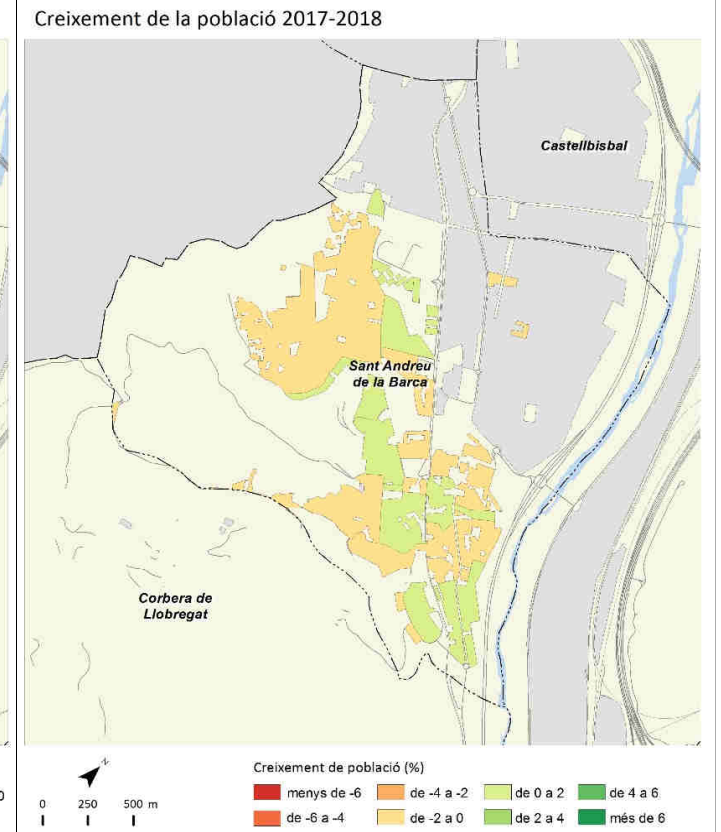 Creixement de la població 2017-2018
Castellbisbal
Sant Andreu
de la Barca
Corbera de
Llobregat
N
0 250 500 m
Creixement de població (%)
menys de -6
de -4 a -2
de 0 a 2
de 4 a 6
de -6 a -4
de -2 a 0
de 2 a 4
més de 6
0